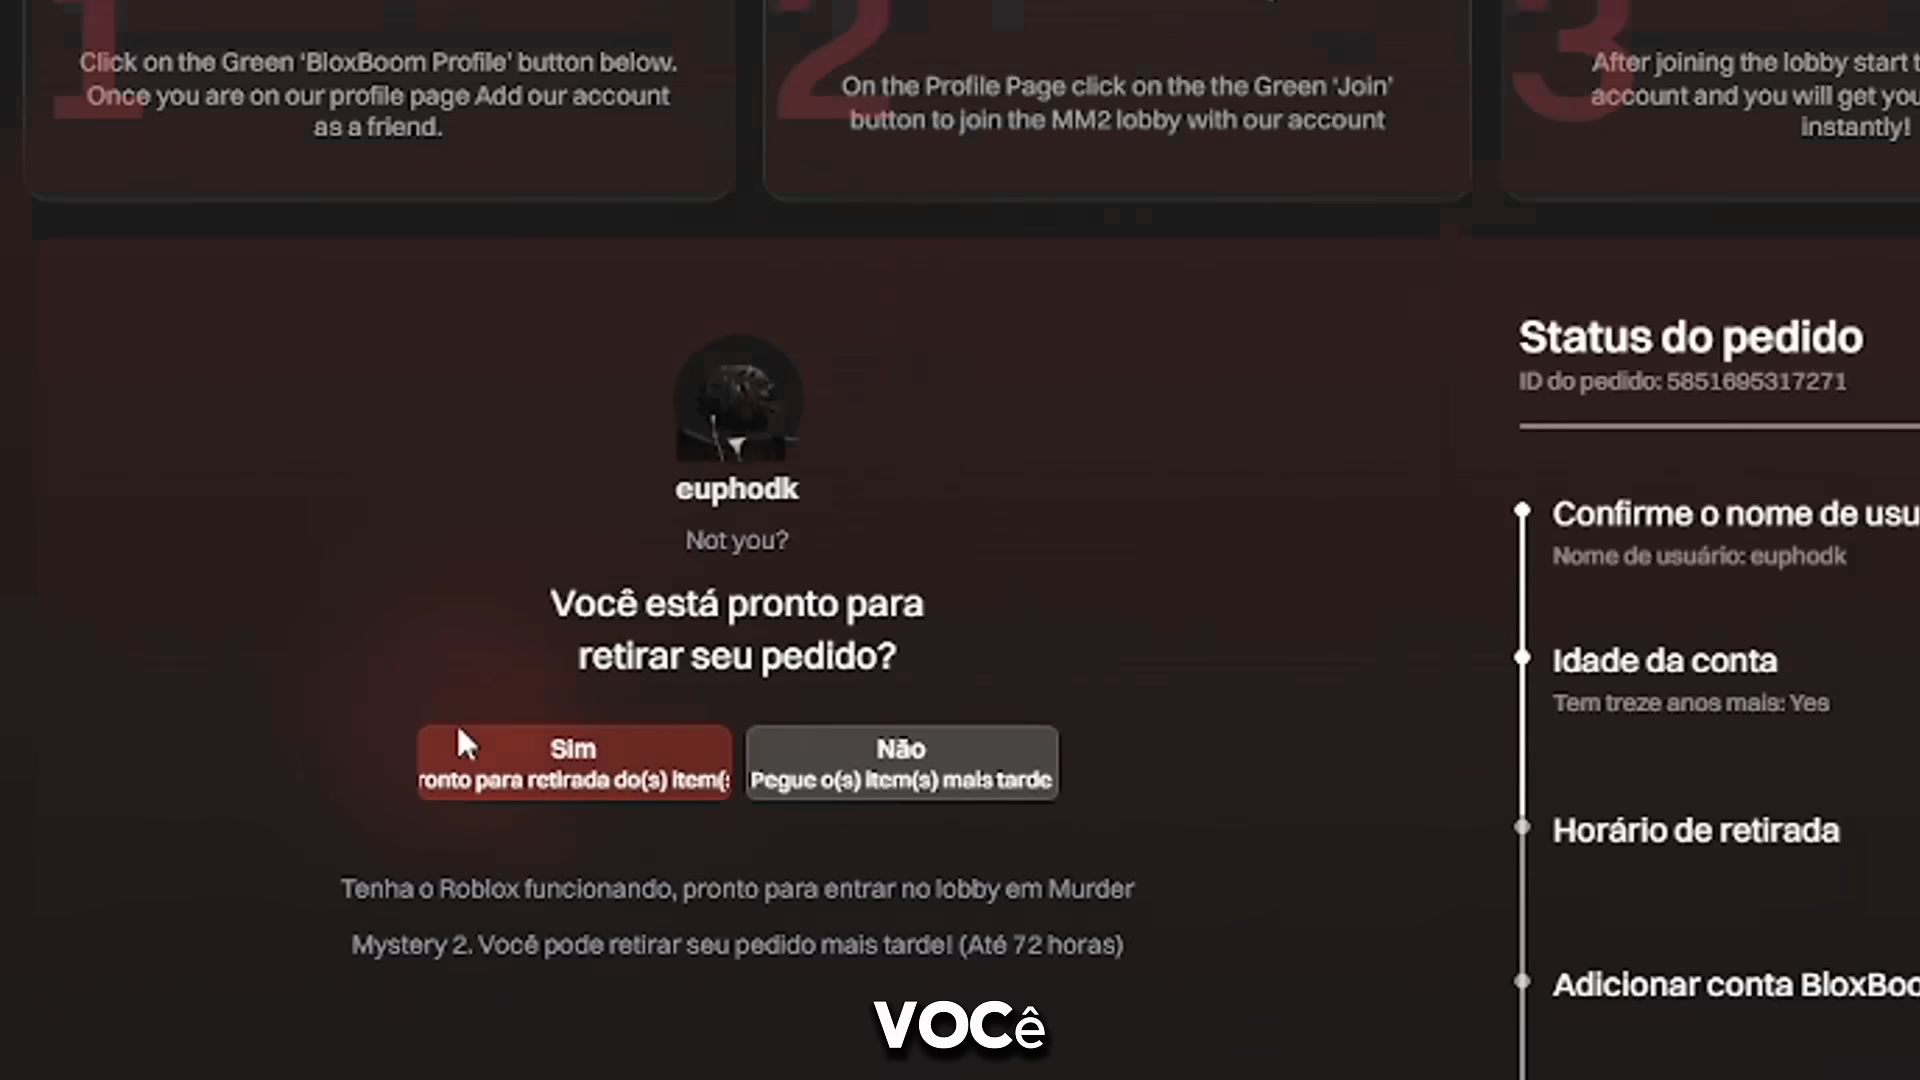 1
Click on the Green 'BloxBoom Profile' button below.
Once you are on our profile page Add our account
as a friend.
2
On the Profile Page click on the the Green 'Join'
button to join the MM2 lobby with our account
3
After joining the lobby start t
account and you will get you
instantly!
euphodk
Not you?
Você está pronto para
retirar seu pedido?
Sim
ronto para retirada do(s) item(s
Não
Pegue o(s) item(s) mais tarde
Tenha o Roblox funcionando, pronto para entrar no lobby em Murder
Mystery 2. Você pode retirar seu pedido mais tarde! (Até 72 horas)
Status do pedido
ID do pedido: 5851695317271
Confirme o nome de usu
Nome de usuário: euphodk
Idade da conta
Tem treze anos mais: Yes
Horário de retirada
Adicionar conta BloxBoo
VOCê